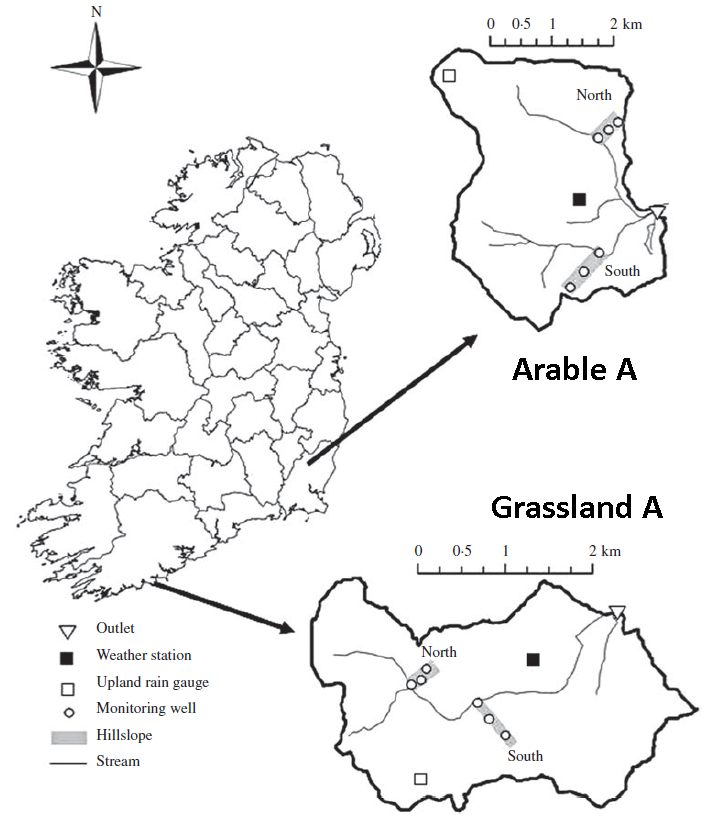 N
0 0·5 1 2 km
North
South
Arable A
Grassland A
0 0·5 1 2 km
North
South
Outlet
Weather station
Upland rain gauge
Monitoring well
Hillslope
Stream